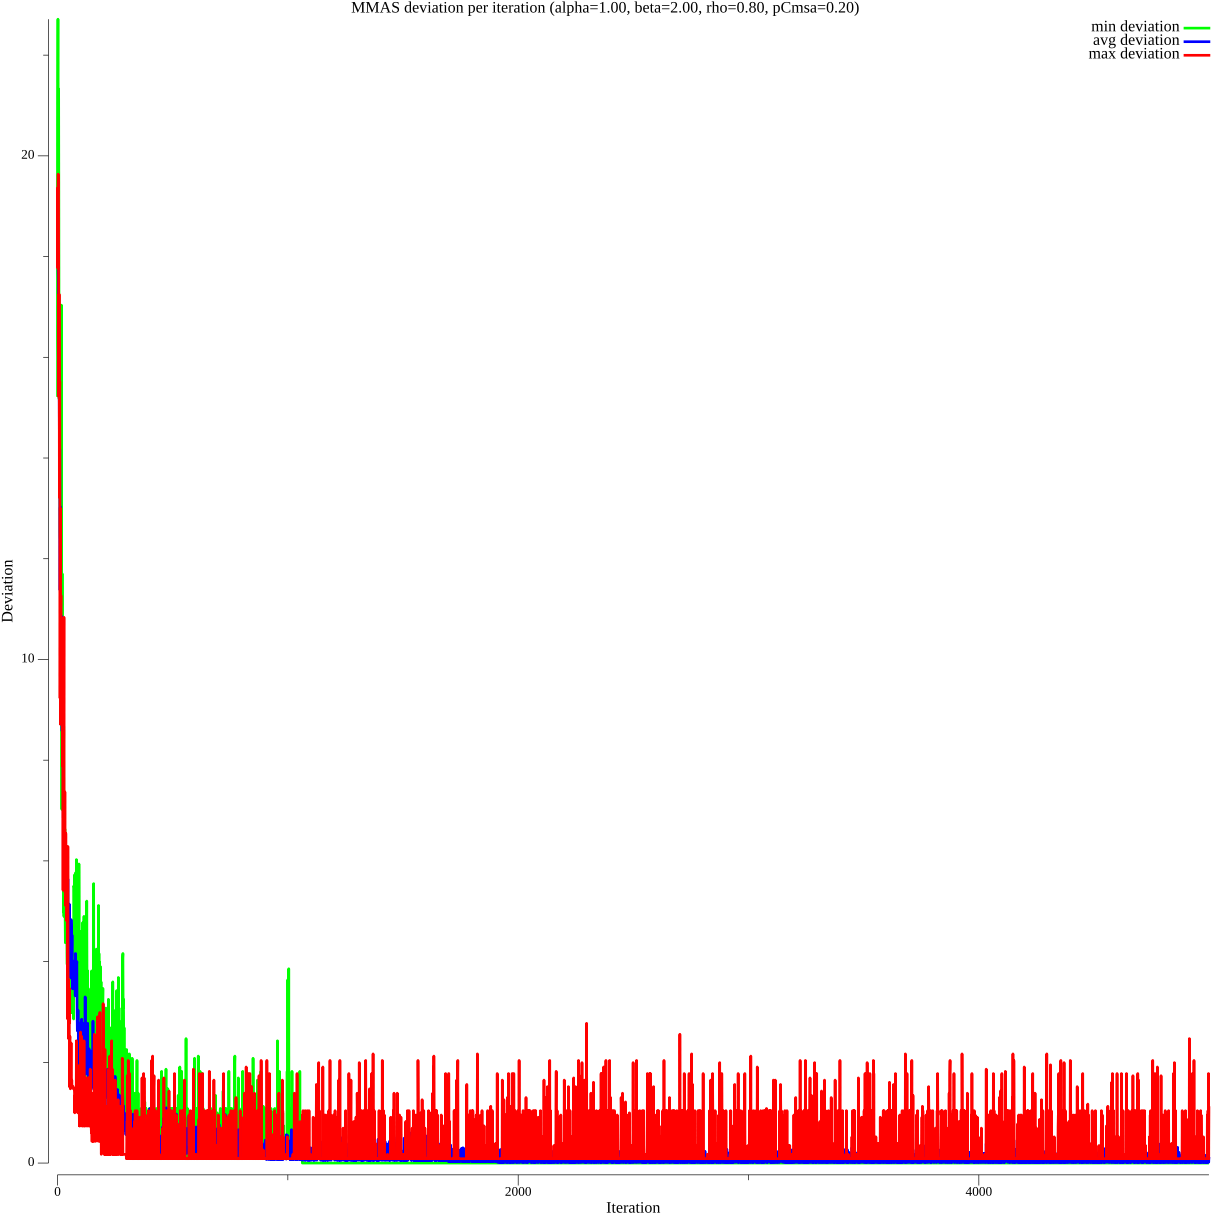 MMAS deviation per iteration (alpha=1.00, beta=2.00, rho=0.80, pCmsa=0.20)
min deviation
avg deviation
max deviation
20
10
0
Deviation
0
2000
4000
Iteration